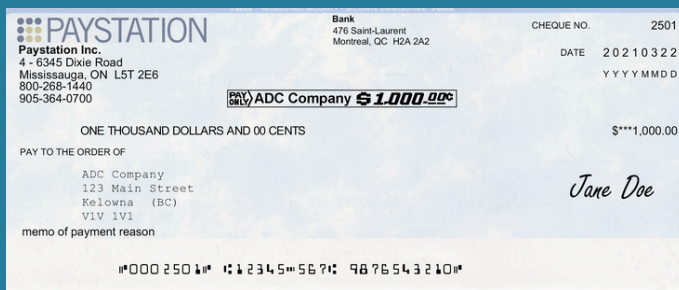 PAYSTATION
Paystation Inc.
4 - 6345 Dixie Road
Mississauga, ON L5T 2E6
800-268-1440
905-364-0700
Bank
476 Saint-Laurent
Montreal, QC H2A 2A2
CHEQUE NO. 2501
DATE 20210322
YYYYMMDD
PAY ONLY ADC Company $1,000.00¢
ONE THOUSAND DOLLARS AND 00 CENTS $***1,000.00
PAY TO THE ORDER OF
ADC Company
123 Main Street
Kelowna (BC)
V1V 1V1
Jane Doe
memo of payment reason
⑈0002501⑈ ⑆12345⑉567⑆ 9876543210⑈